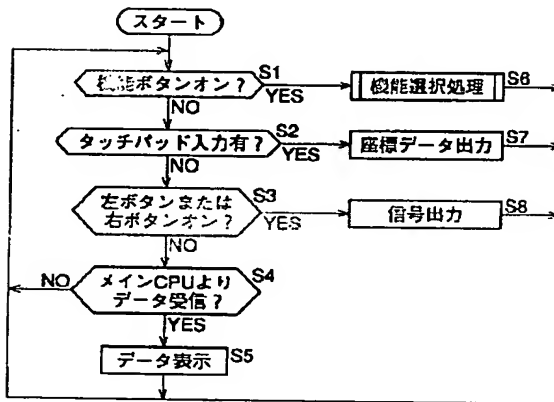 スタート
機能ボタンオン？
S1
YES
機能選択処理
S6
NO
タッチパッド入力有？
S2
YES
座標データ出力
S7
NO
左ボタンまたは
右ボタンオン？
S3
YES
信号出力
S8
NO
メインCPUより
データ受信？
S4
NO
YES
データ表示
S5